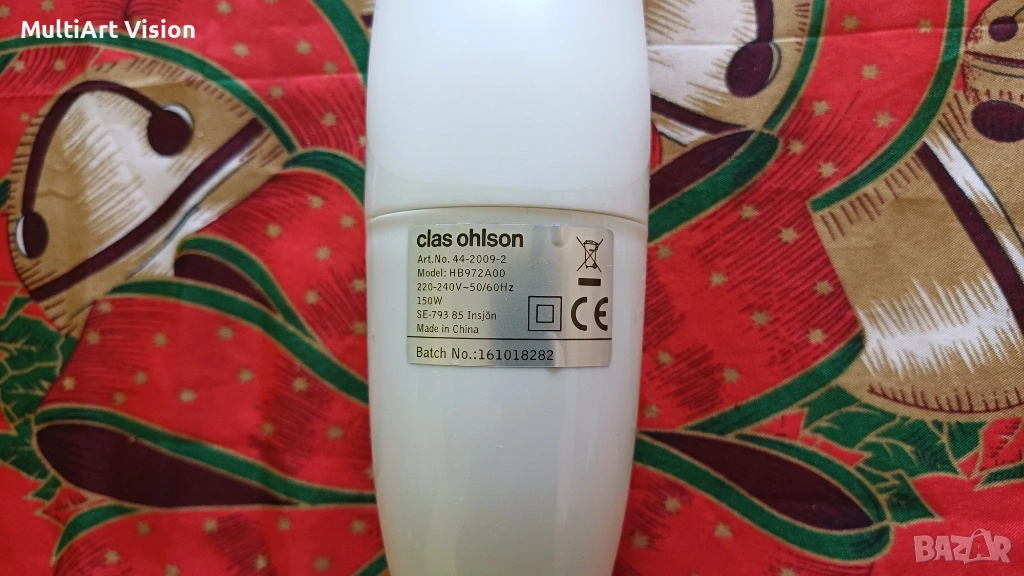 MultiArt Vision
clas ohlson
Art.No. 44-2009-2
Model: HB972A00
220-240V~50/60Hz
150W
SE-793 85 Insjön
Made in China
CE
Batch No.:161018282
BAZAR